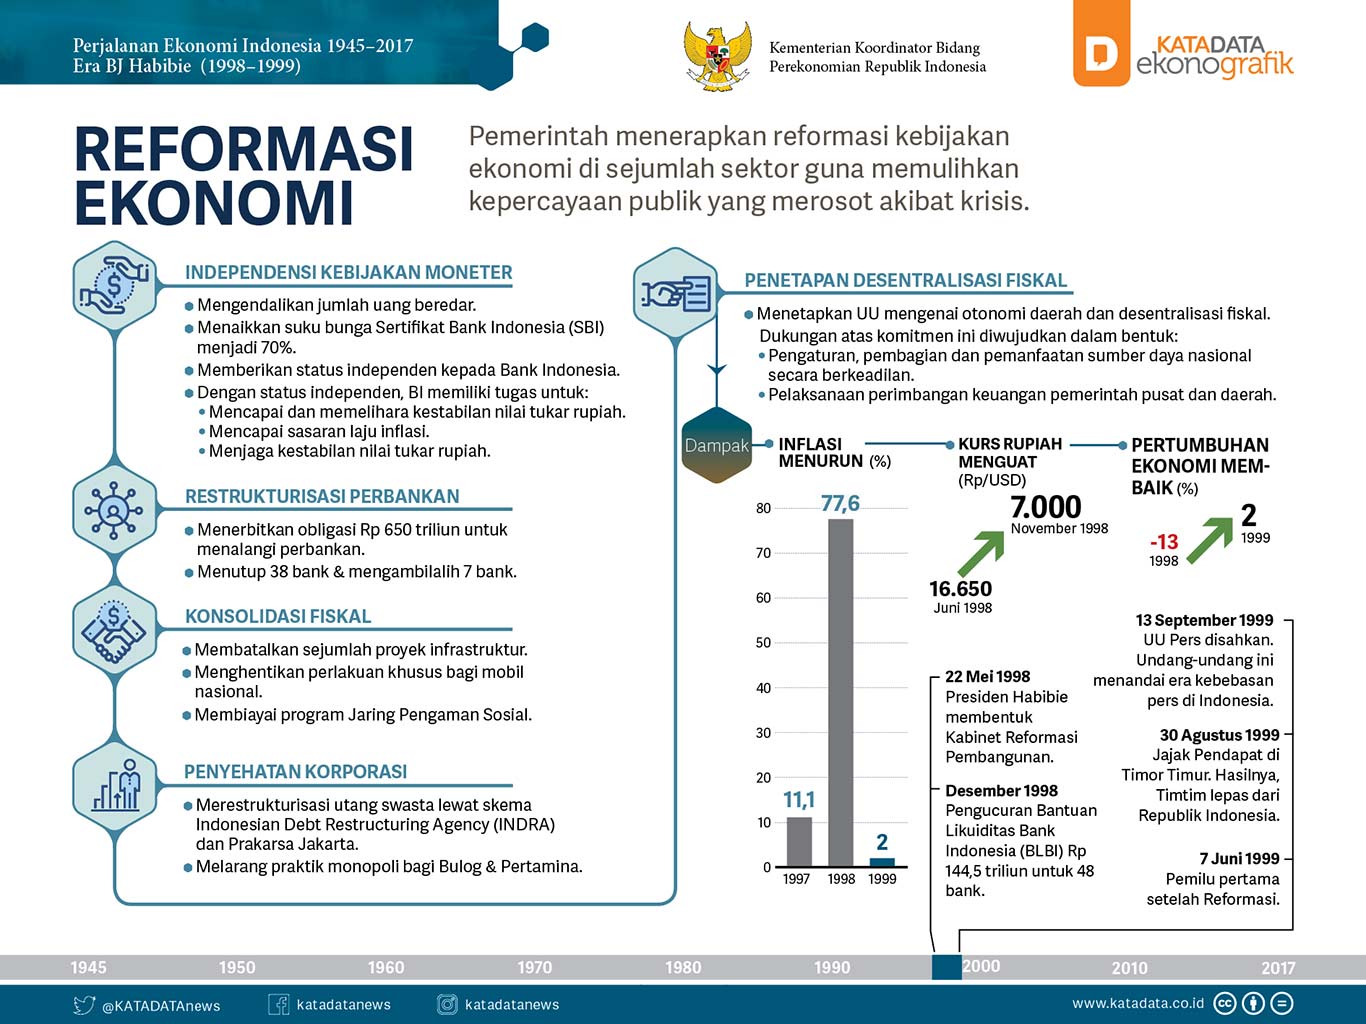 Perjalanan Ekonomi Indonesia 1945–2017
Era BJ Habibie (1998–1999)
Kementerian Koordinator Bidang
Perekonomian Republik Indonesia
D
KATADATA
ekonografik
REFORMASI
EKONOMI
Pemerintah menerapkan reformasi kebijakan
ekonomi di sejumlah sektor guna memulihkan
kepercayaan publik yang merosot akibat krisis.
INDEPENDENSI KEBIJAKAN MONETER
Mengendalikan jumlah uang beredar.
Menaikkan suku bunga Sertifikat Bank Indonesia (SBI)
menjadi 70%.
Memberikan status independen kepada Bank Indonesia.
Dengan status independen, BI memiliki tugas untuk:
Mencapai dan memelihara kestabilan nilai tukar rupiah.
Mencapai sasaran laju inflasi.
Menjaga kestabilan nilai tukar rupiah.
RESTRUKTURISASI PERBANKAN
Menerbitkan obligasi Rp 650 triliun untuk
menalangi perbankan.
Menutup 38 bank & mengambilalih 7 bank.
KONSOLIDASI FISKAL
Membatalkan sejumlah proyek infrastruktur.
Menghentikan perlakuan khusus bagi mobil
nasional.
Membiayai program Jaring Pengaman Sosial.
PENYEHATAN KORPORASI
Merestrukturisasi utang swasta lewat skema
Indonesian Debt Restructuring Agency (INDRA)
dan Prakarsa Jakarta.
Melarang praktik monopoli bagi Bulog & Pertamina.
PENETAPAN DESENTRALISASI FISKAL
Menetapkan UU mengenai otonomi daerah dan desentralisasi fiskal.
Dukungan atas komitmen ini diwujudkan dalam bentuk:
Pengaturan, pembagian dan pemanfaatan sumber daya nasional
secara berkeadilan.
Pelaksanaan perimbangan keuangan pemerintah pusat dan daerah.
Dampak
INFLASI
MENURUN (%)
80
70
60
50
40
30
20
10
0
11,1
77,6
2
1997
1998
1999
KURS RUPIAH
MENGUAT
(Rp/USD)
7.000
November 1998
16.650
Juni 1998
PERTUMBUHAN
EKONOMI MEM-
BAIK (%)
2
1999
-13
1998
22 Mei 1998
Presiden Habibie
membentuk
Kabinet Reformasi
Pembangunan.
Desember 1998
Pengucuran Bantuan
Likuiditas Bank
Indonesia (BLBI) Rp
144,5 triliun untuk 48
bank.
13 September 1999
UU Pers disahkan.
Undang-undang ini
menandai era kebebasan
pers di Indonesia.
30 Agustus 1999
Jajak Pendapat di
Timor Timur. Hasilnya,
Timtim lepas dari
Republik Indonesia.
7 Juni 1999
Pemilu pertama
setelah Reformasi.
1945 1950 1960 1970 1980 1990 2000 2010 2017
@KATADATAnews
katadatanews
katadatanews
www.katadata.co.id